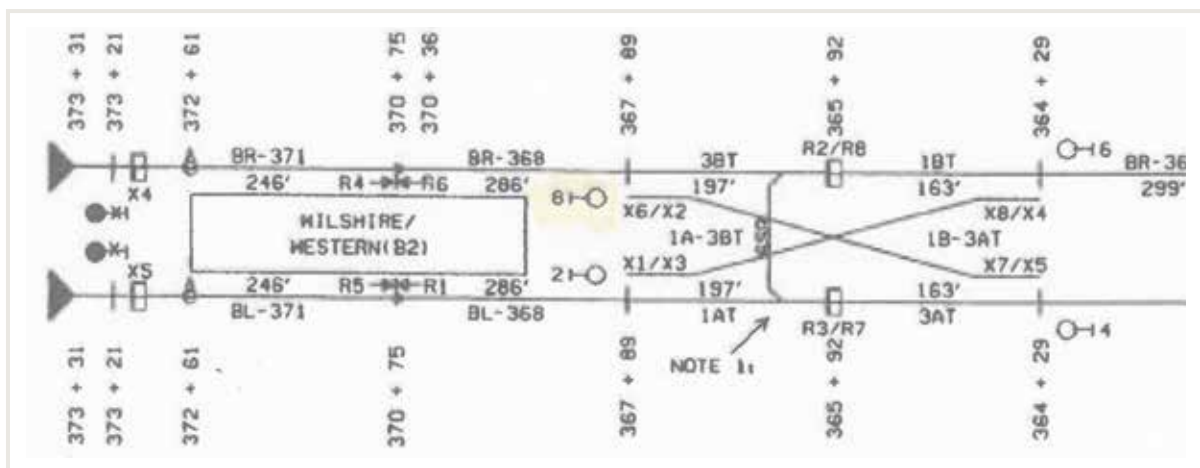 373 + 31
373 + 21
372 + 61
370 + 75
370 + 36
367 + 89
365 + 92
364 + 29
BR-371
BR-368
3BT
R2/R8
1BT
6
BR-36
X4
246'
R4
R6
286'
8
197'
163'
299'
X1
WILSHIRE/
WESTERN(B2)
X6/X2
1A-3BT
1B-3AT
X8/X4
X1
X5
2
X1/X3
X7/X5
246'
R5
R1
286'
197'
163'
BL-371
BL-368
1AT
R3/R7
3AT
4
NOTE 1:
373 + 31
373 + 21
372 + 61
370 + 75
367 + 89
365 + 92
364 + 29